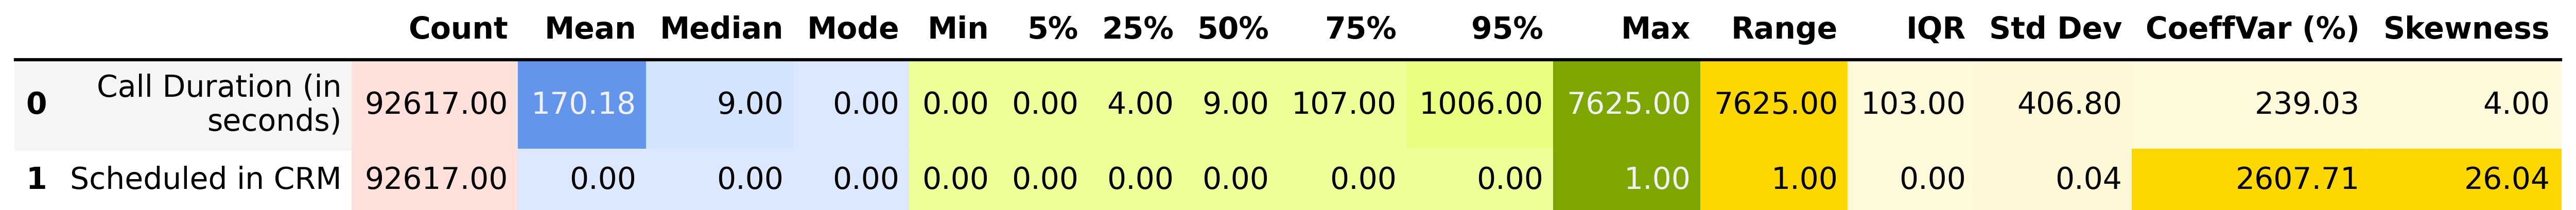 Count Mean Median Mode Min 5% 25% 50% 75% 95% Max Range IQR Std Dev CoeffVar (%) Skewness
0 Call Duration (in seconds) 92617.00 170.18 9.00 0.00 0.00 0.00 4.00 9.00 107.00 1006.00 7625.00 7625.00 103.00 406.80 239.03 4.00
1 Scheduled in CRM 92617.00 0.00 0.00 0.00 0.00 0.00 0.00 0.00 0.00 0.00 1.00 1.00 0.00 0.04 2607.71 26.04